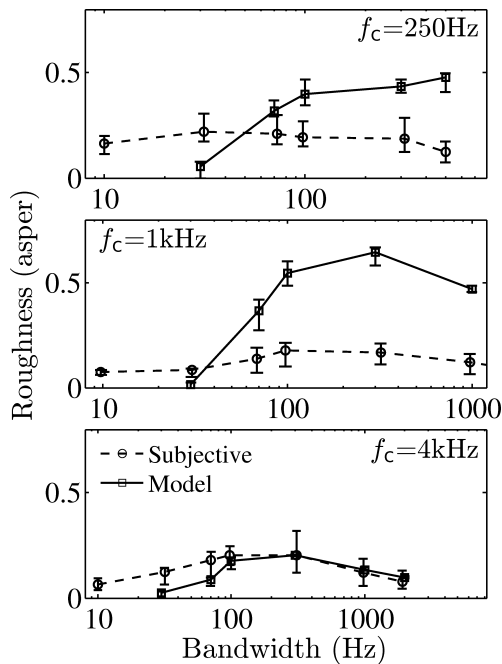 f_c=250Hz
0.5
0
10 100
f_c=1kHz
0.5
0
10 100 1000
Roughness (asper)
f_c=4kHz
Subjective
Model
0.5
0
10 100 1000
Bandwidth (Hz)